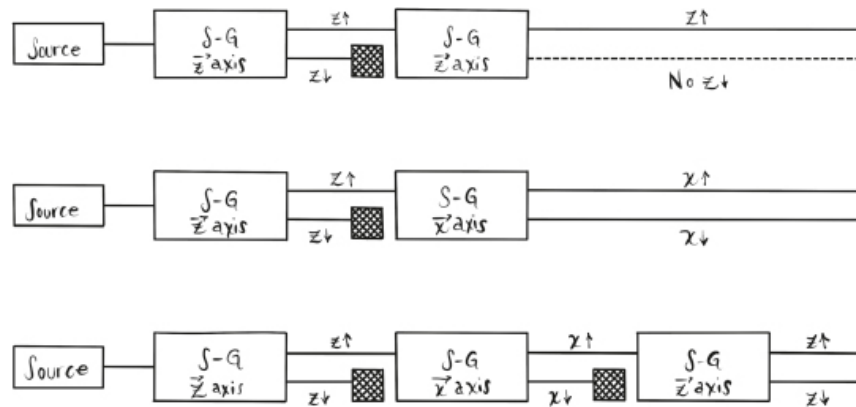 Source
S-G
z axis
z↑
z↓
S-G
z axis
z↑
No z↓
Source
S-G
z axis
z↑
z↓
S-G
x axis
x↑
x↓
Source
S-G
z axis
z↑
z↓
S-G
x axis
x↑
x↓
S-G
z axis
z↑
z↓